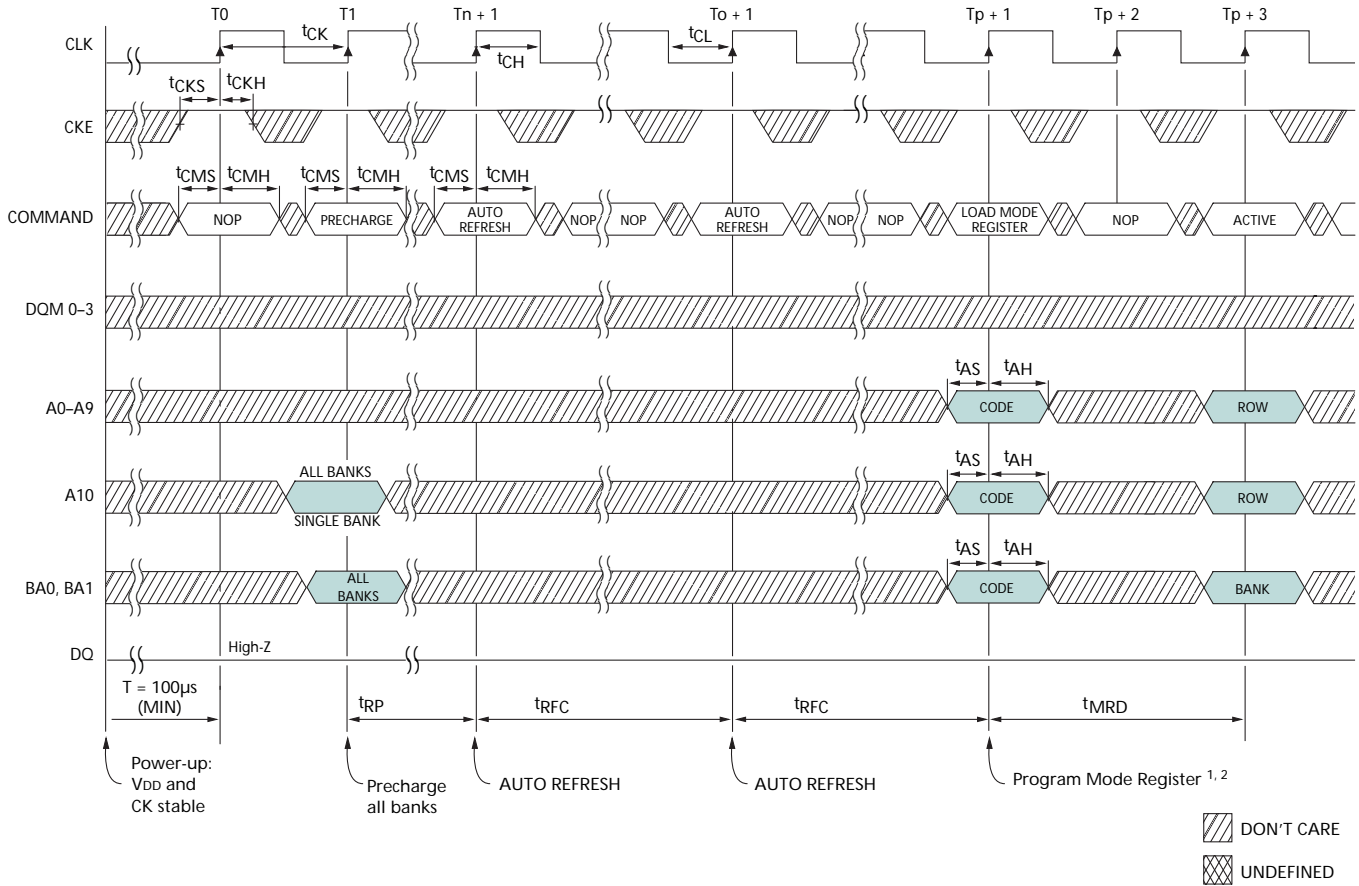 T0 T1 Tn + 1 To + 1 Tp + 1 Tp + 2 Tp + 3
CLK
tCK
tCH
tCL
CKE
tCKS tCKH
COMMAND
tCMS tCMH tCMS tCMH tCMS tCMH
NOP PRECHARGE AUTO REFRESH NOP NOP AUTO REFRESH NOP NOP LOAD MODE REGISTER NOP ACTIVE
DQM 0–3
A0–A9
tAS tAH
CODE ROW
A10
ALL BANKS
SINGLE BANK
tAS tAH
CODE ROW
BA0, BA1
ALL BANKS
tAS tAH
CODE BANK
DQ
High-Z
T = 100µs
(MIN)
tRP tRFC tRFC tMRD
Power-up:
VDD and
CK stable
Precharge
all banks
AUTO REFRESH
AUTO REFRESH
Program Mode Register 1, 2
DON'T CARE
UNDEFINED